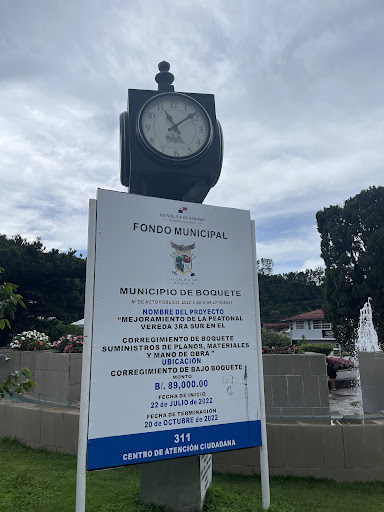 REPÚBLICA DE PANAMÁ
FONDO MUNICIPAL
MUNICIPIO DE BOQUETE
N° DE ACTO PÚBLICO:
NOMBRE DEL PROYECTO
"MEJORAMIENTO DE LA PEATONAL
VEREDA 3RA SUR EN EL
CORREGIMIENTO DE BOQUETE
SUMINISTROS DE PLANOS, MATERIALES
Y MANO DE OBRA"
UBICACIÓN
CORREGIMIENTO DE BAJO BOQUETE
MONTO
B/. 89,000.00
FECHA DE INICIO
22 de JULIO de 2022
FECHA DE TERMINACIÓN
20 de OCTUBRE de 2022
311
CENTRO DE ATENCIÓN CIUDADANA